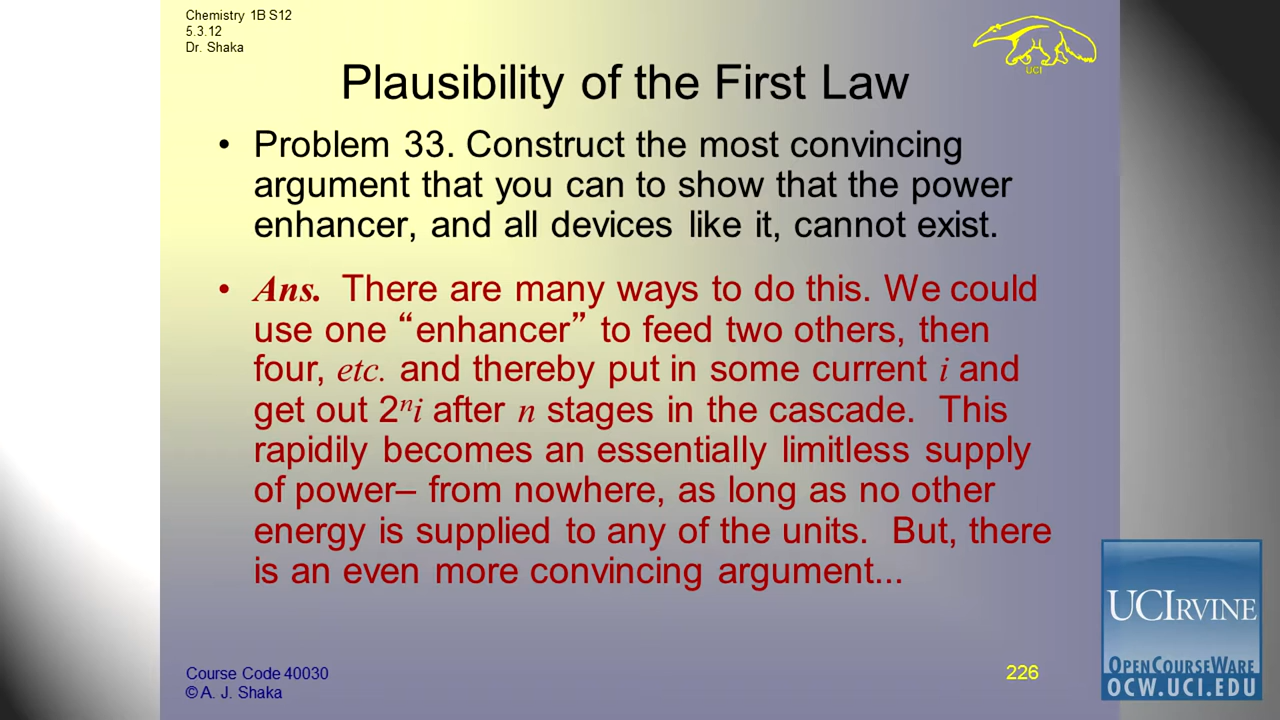 Chemistry 1B S12
5.3.12
Dr. Shaka
UCI
Plausibility of the First Law
• Problem 33. Construct the most convincing
argument that you can to show that the power
enhancer, and all devices like it, cannot exist.
• Ans. There are many ways to do this. We could
use one “enhancer” to feed two others, then
four, etc. and thereby put in some current i and
get out 2ⁿi after n stages in the cascade. This
rapidily becomes an essentially limitless supply
of power– from nowhere, as long as no other
energy is supplied to any of the units. But, there
is an even more convincing argument...
Course Code 40030
© A. J. Shaka
226
UCIRVINE
OPENCOURSEWARE
OCW.UCI.EDU